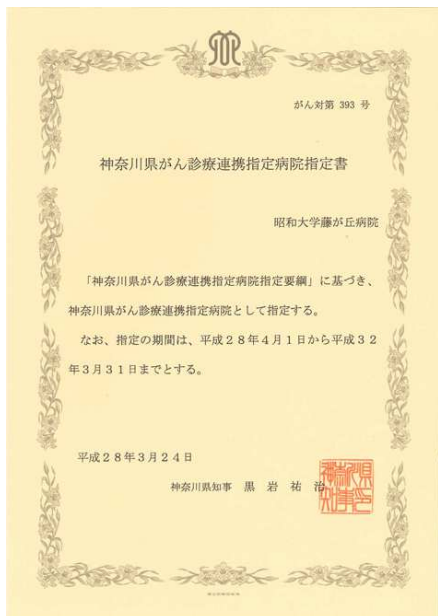 がん対第 393 号
神奈川県がん診療連携指定病院指定書
昭和大学藤が丘病院
「神奈川県がん診療連携指定病院指定要綱」に基づき、
神奈川県がん診療連携指定病院として指定する。
なお、指定の期間は、平成28年4月1日から平成32
年3月31日までとする。
平成28年3月24日
神奈川県知事 黒 岩 祐 治